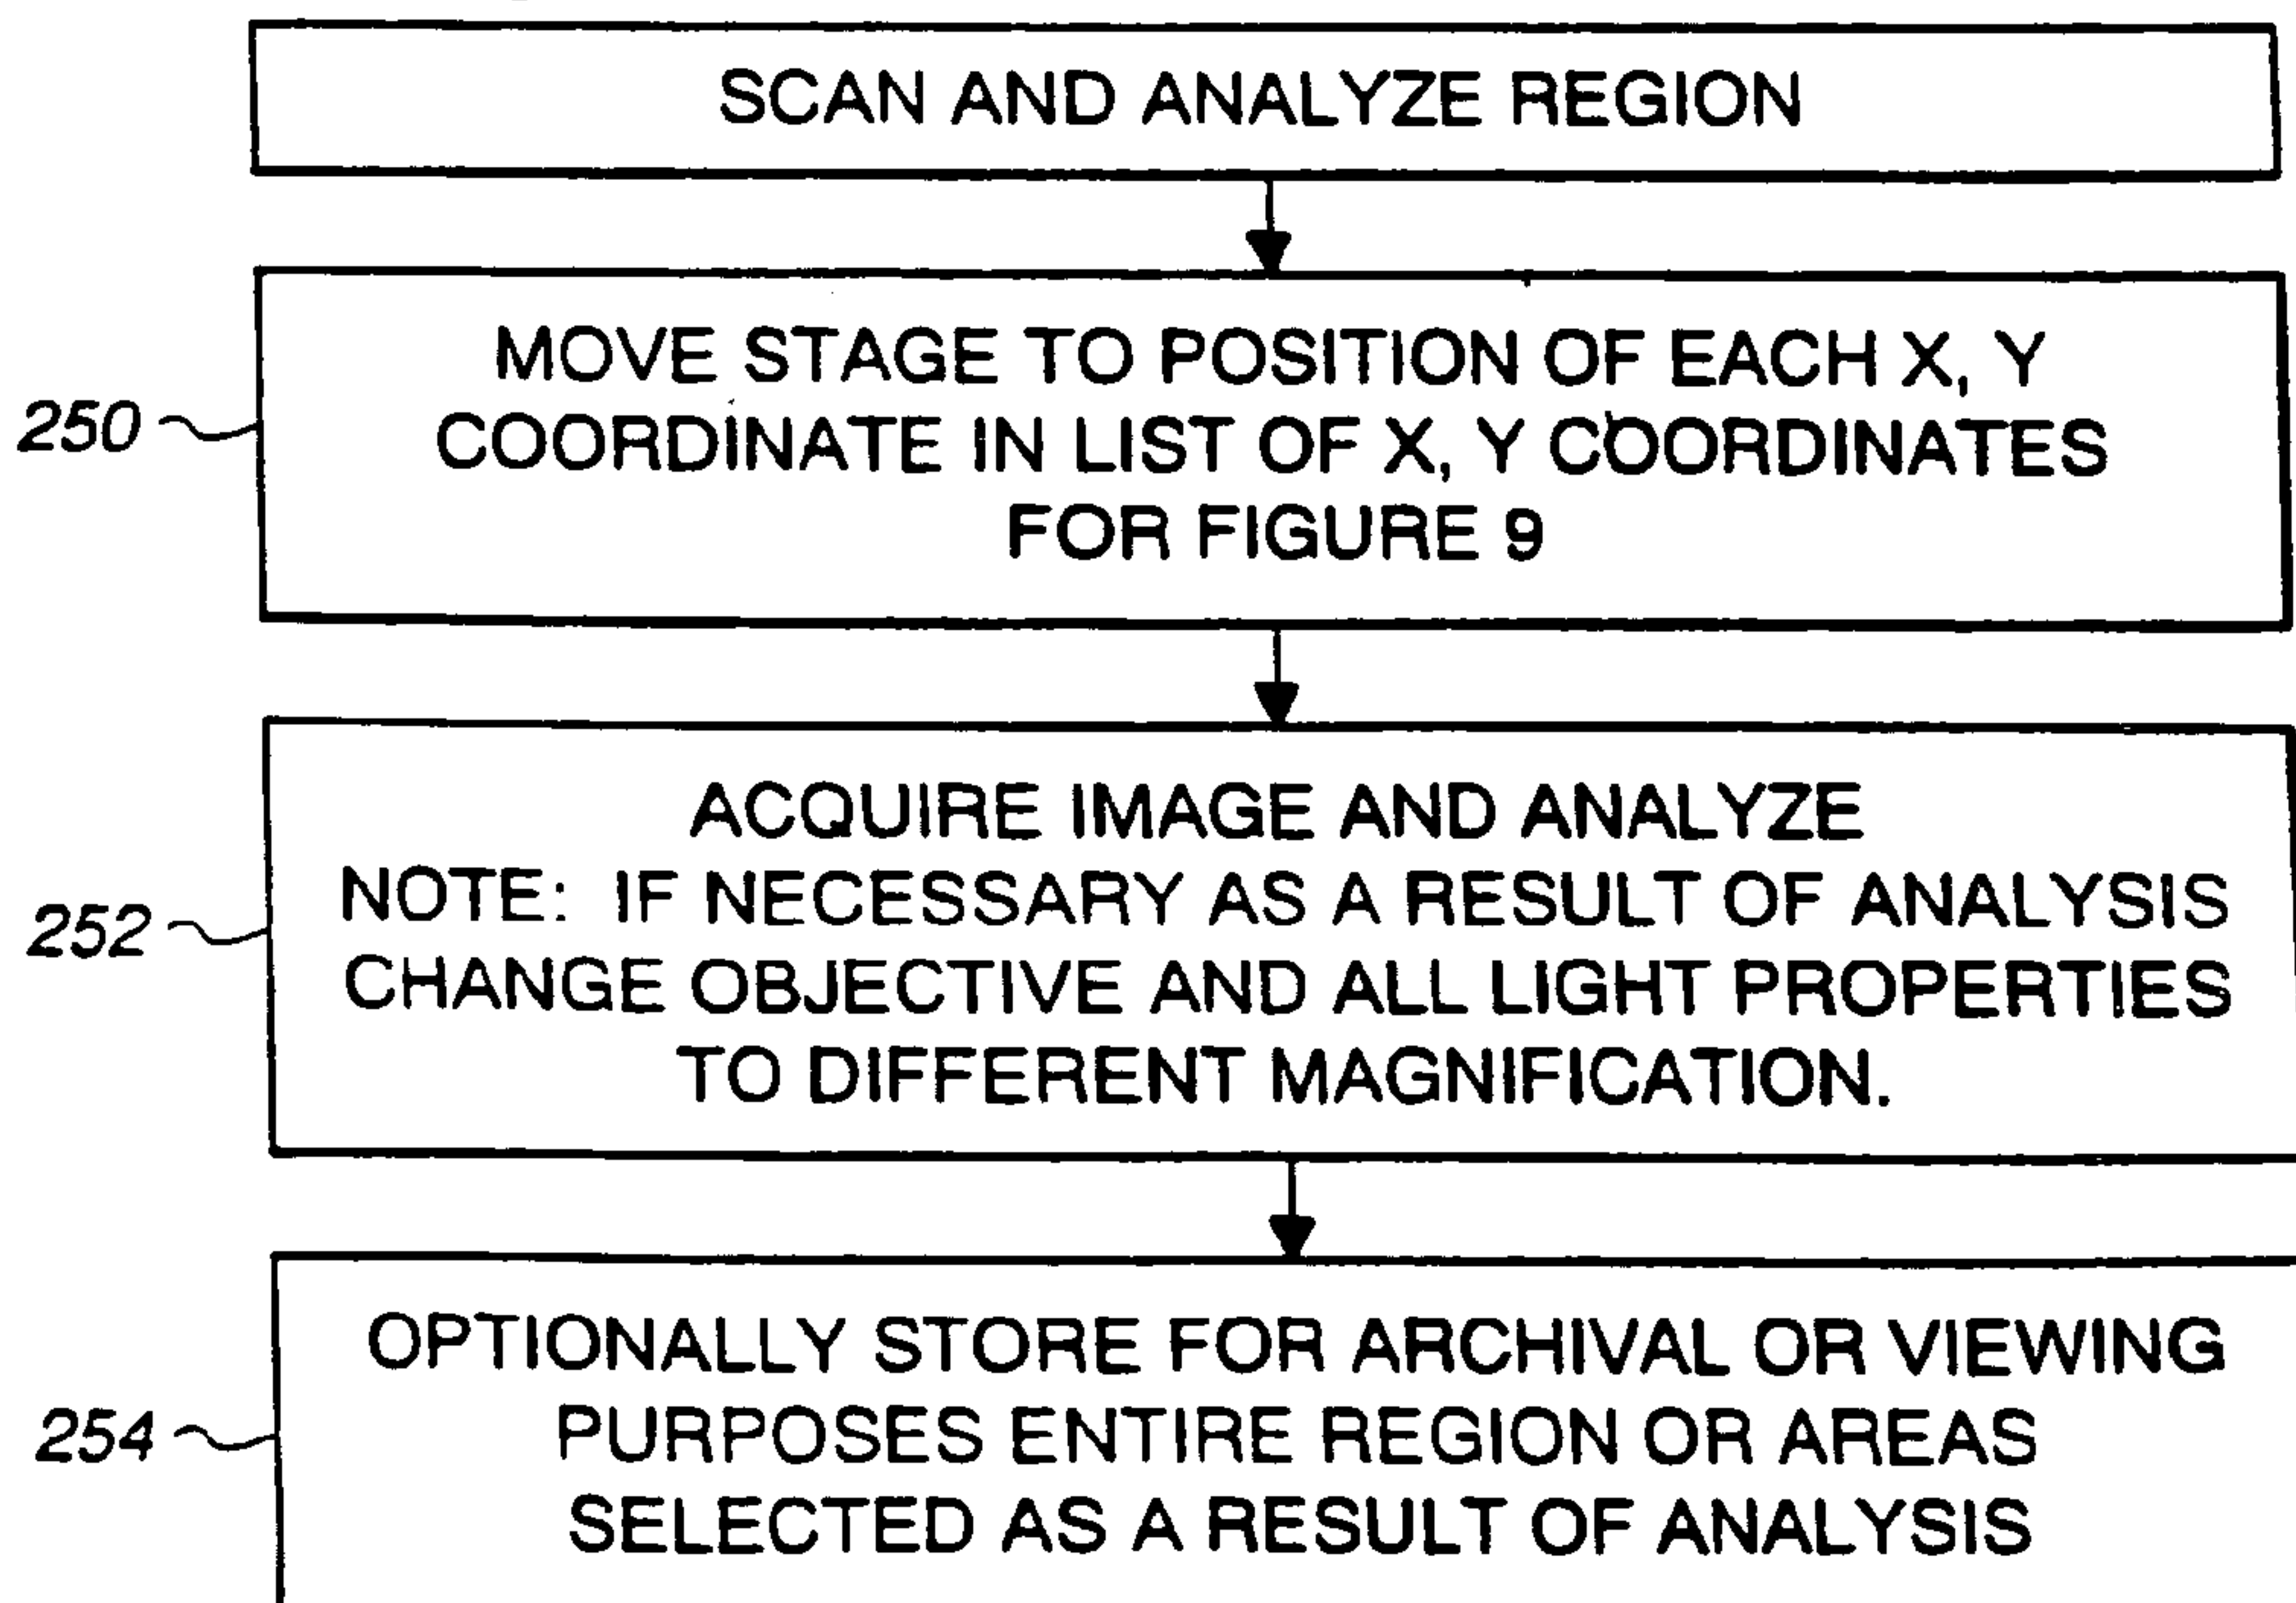 SCAN AND ANALYZE REGION
MOVE STAGE TO POSITION OF EACH X, Y
COORDINATE IN LIST OF X, Y COORDINATES
FOR FIGURE 9
250
ACQUIRE IMAGE AND ANALYZE
NOTE: IF NECESSARY AS A RESULT OF ANALYSIS
CHANGE OBJECTIVE AND ALL LIGHT PROPERTIES
TO DIFFERENT MAGNIFICATION.
252
OPTIONALLY STORE FOR ARCHIVAL OR VIEWING
PURPOSES ENTIRE REGION OR AREAS
SELECTED AS A RESULT OF ANALYSIS
254